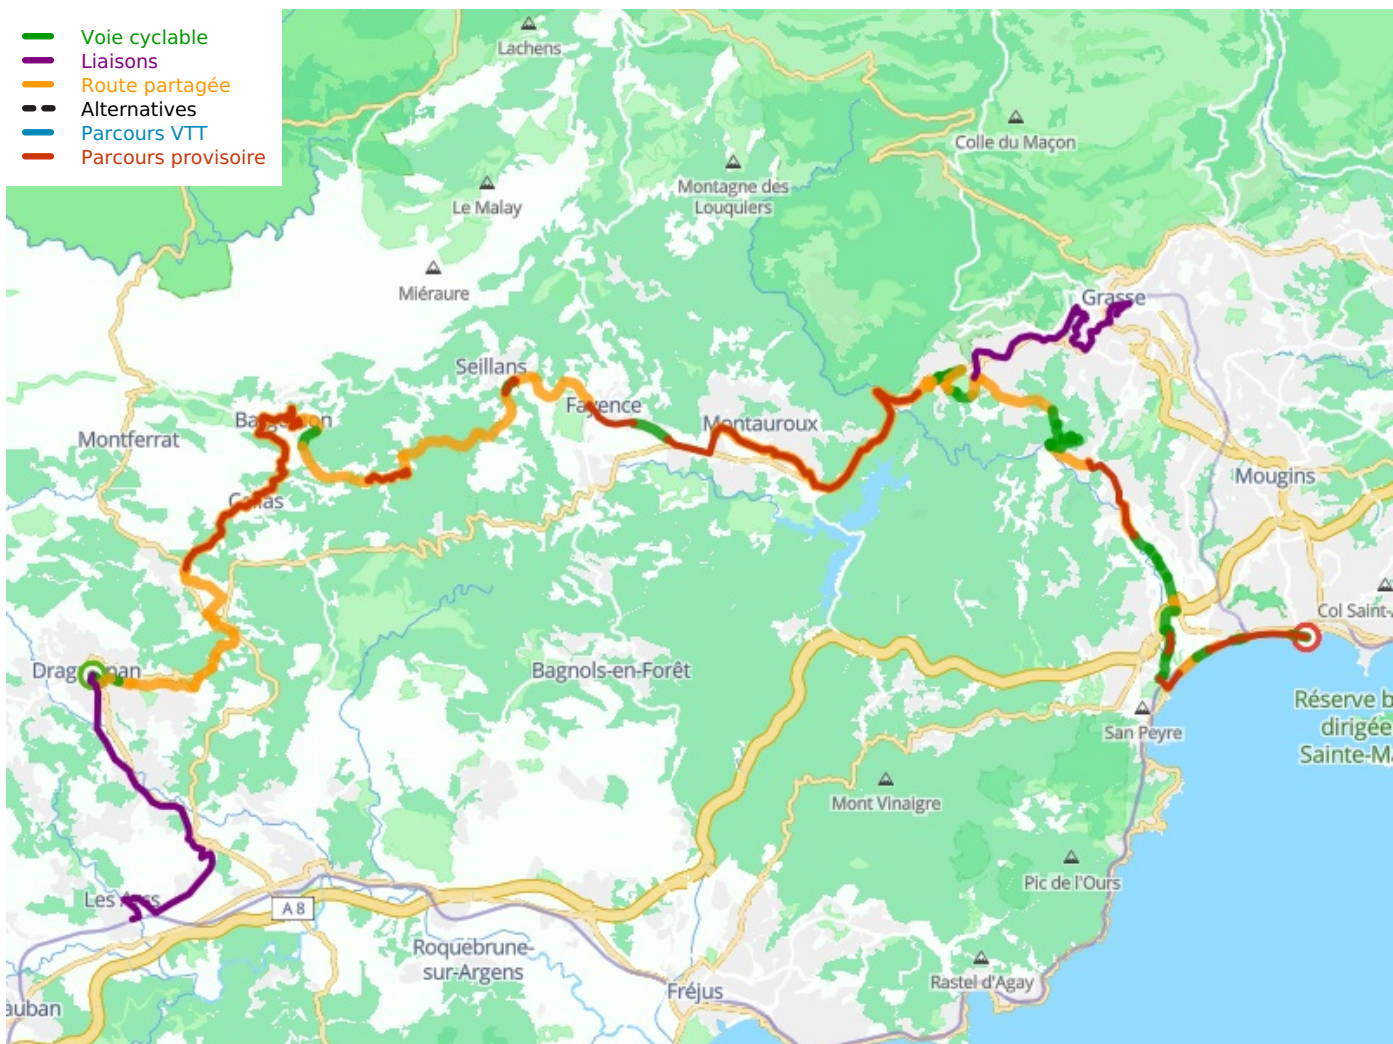 Voie cyclable
Liaisons
Route partagée
Alternatives
Parcours VTT
Parcours provisoire
Lachens
Colle du Maçon
Montagne des
Louquiers
Le Malay
Miéraure
Grasse
Seillans
Fayence
Montauroux
Montferrat
Mougins
Col Saint-
Bagnols-en-Forêt
Réserve b
dirigée
Sainte-Ma
San Peyre
Mont Vinaigre
Pic de l'Ours
Les Arcs
A 8
Roquebrune-
sur-Argens
Rastel d'Agay
Fréjus
auban